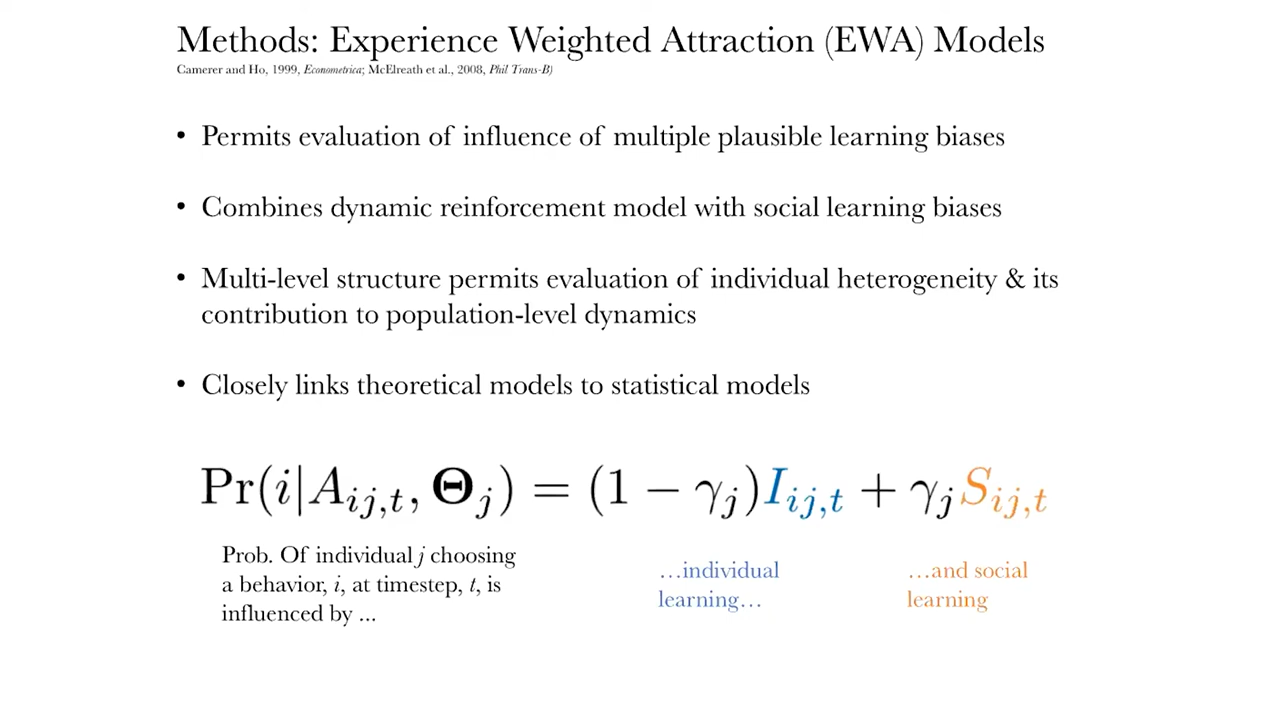 Methods: Experience Weighted Attraction (EWA) Models
Camerer and Ho, 1999, Econometrica; McElreath et al., 2008, Phil Trans-B)
• Permits evaluation of influence of multiple plausible learning biases
• Combines dynamic reinforcement model with social learning biases
• Multi-level structure permits evaluation of individual heterogeneity & its
contribution to population-level dynamics
• Closely links theoretical models to statistical models
Pr(i|A_{ij,t}, Θ_j) = (1 − γ_j)I_{ij,t} + γ_jS_{ij,t}
Prob. Of individual j choosing
a behavior, i, at timestep, t, is
influenced by ...
…individual
learning…
…and social
learning